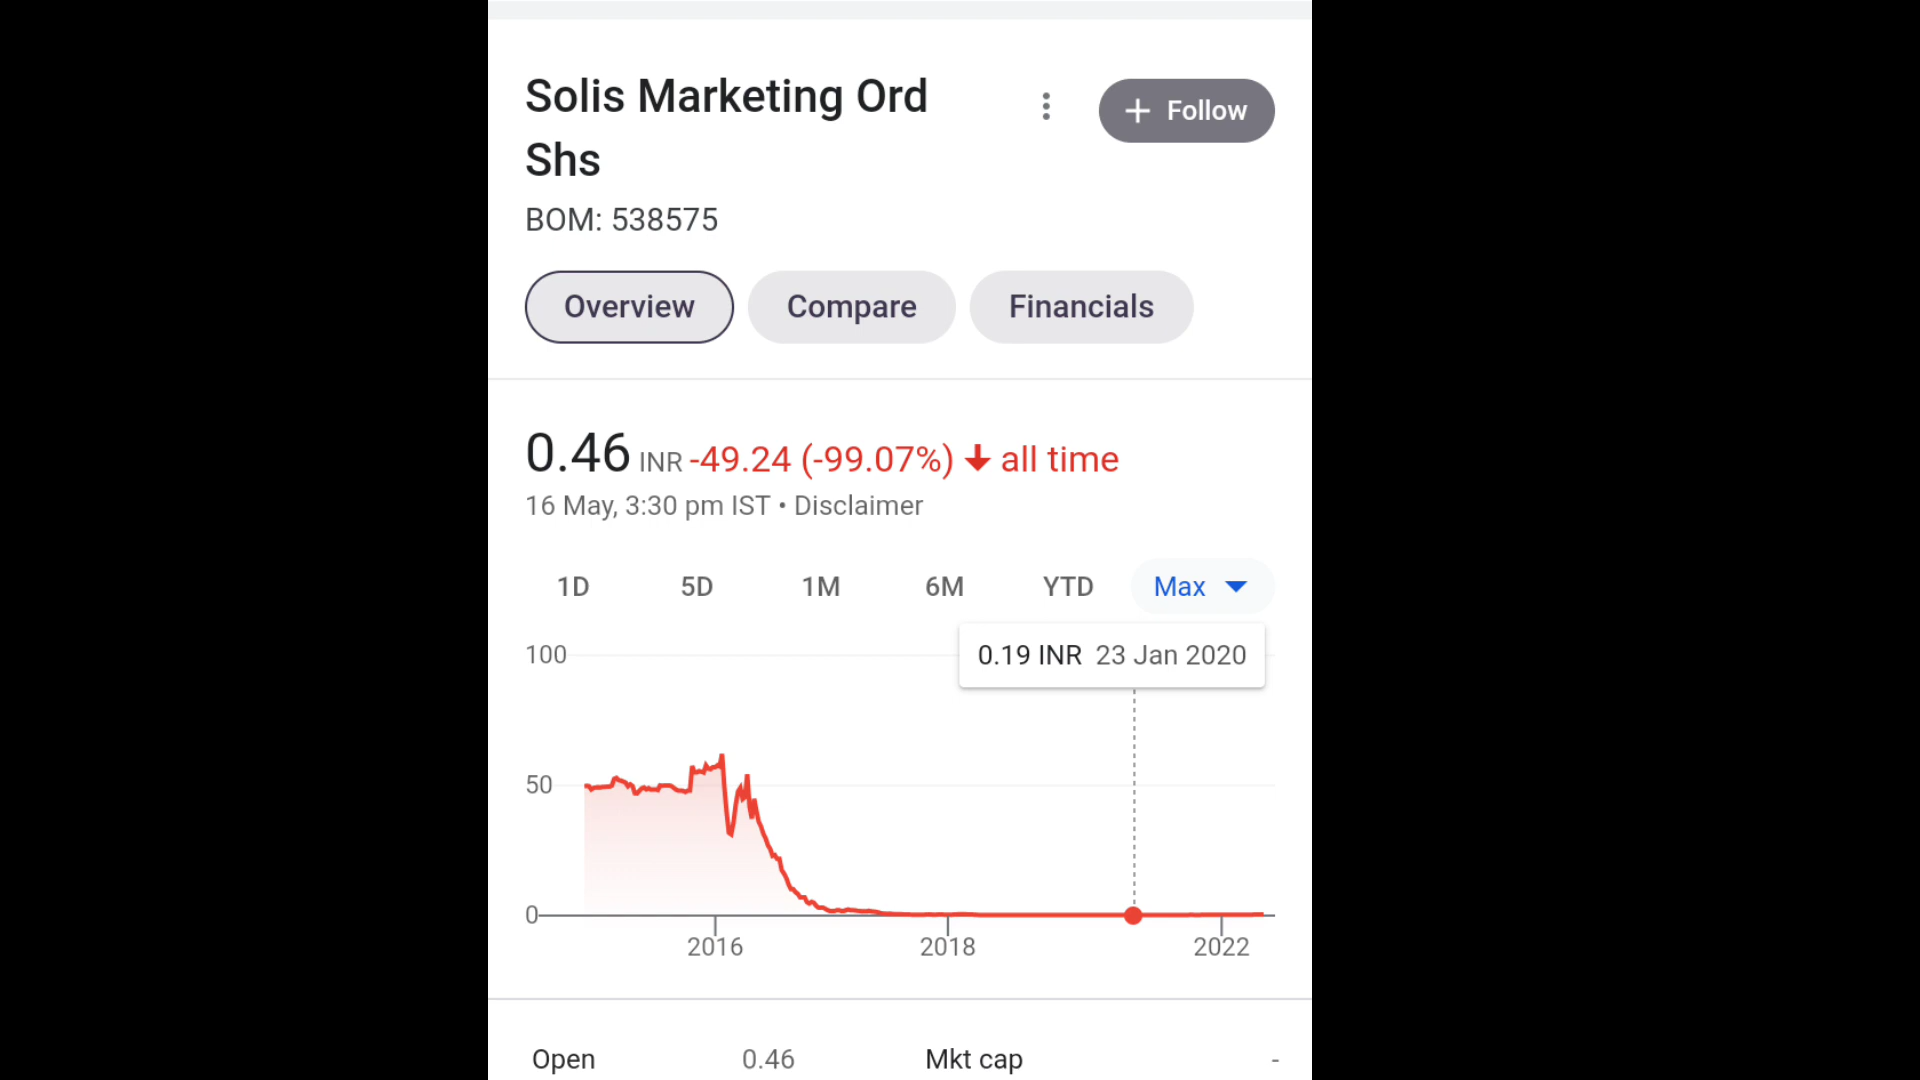 Solis Marketing Ord
Shs
+ Follow
BOM: 538575
Overview Compare Financials
0.46 INR -49.24 (-99.07%) ↓ all time
16 May, 3:30 pm IST • Disclaimer
1D 5D 1M 6M YTD Max
0.19 INR 23 Jan 2020
100
50
0
2016 2018 2022
Open 0.46 Mkt cap -